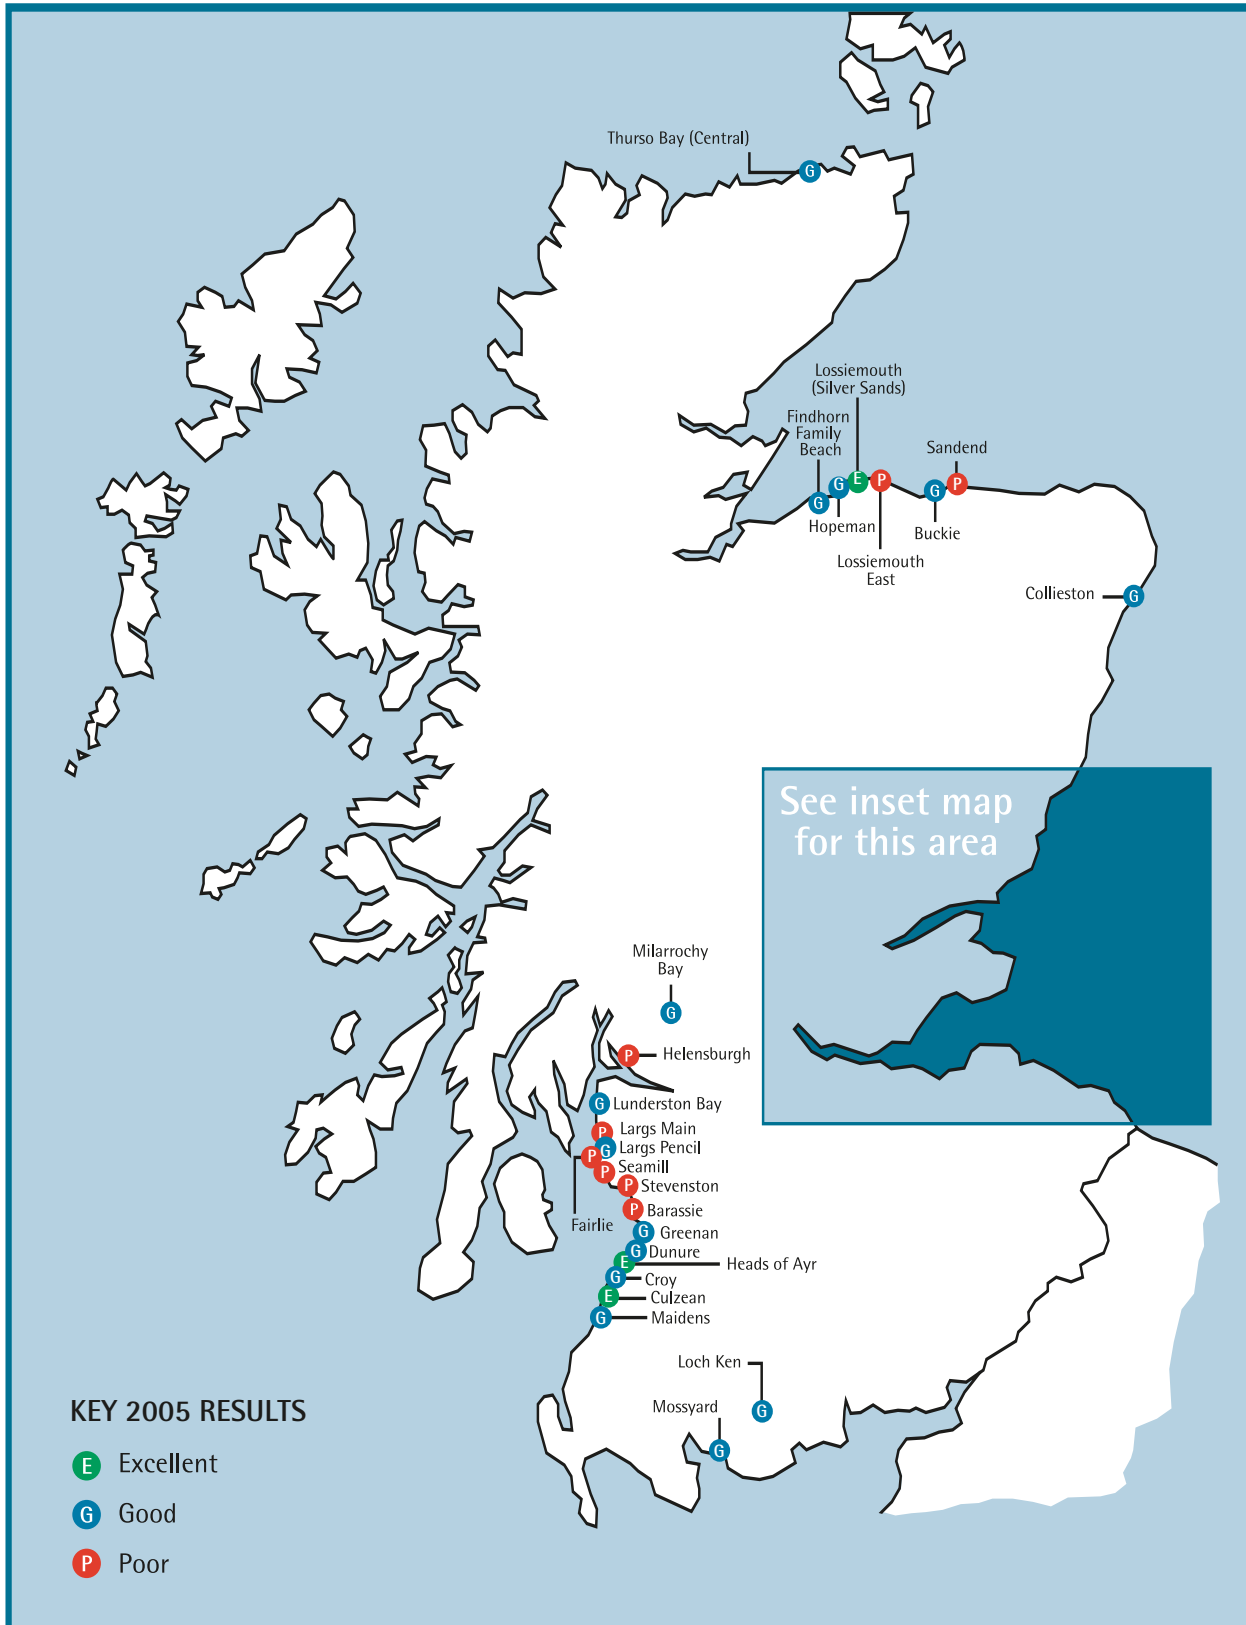 Thurso Bay (Central)
G
Lossiemouth
(Silver Sands)
Findhorn
Family
Beach
Sandend
G
G
E
P
G
P
Hopeman
Buckie
Lossiemouth
East
Collieston
G
See inset map
for this area
Milarrochy
Bay
G
P
Helensburgh
G
Lunderston Bay
P
Largs Main
G
Largs Pencil
P
Fairlie
P
Seamill
P
Stevenston
P
Barassie
G
Greenan
G
Dunure
E
Heads of Ayr
G
Croy
E
Culzean
G
Maidens
Loch Ken
G
Mossyard
G
KEY 2005 RESULTS
E Excellent
G Good
P Poor